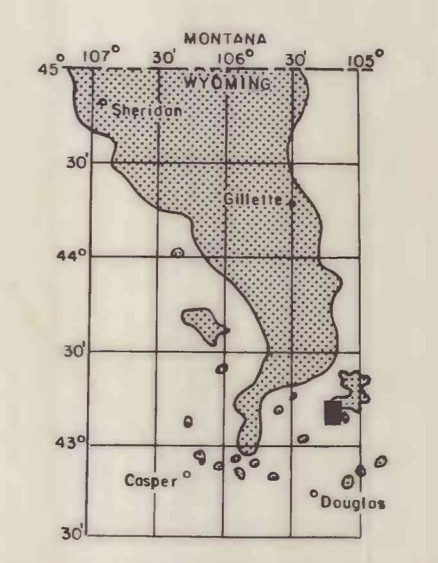 MONTANA
45° 107° 30' 106° 30' 105°
WYOMING
Sheridan
30'
Gillette
44°
30'
43°
Casper
Douglas
30'